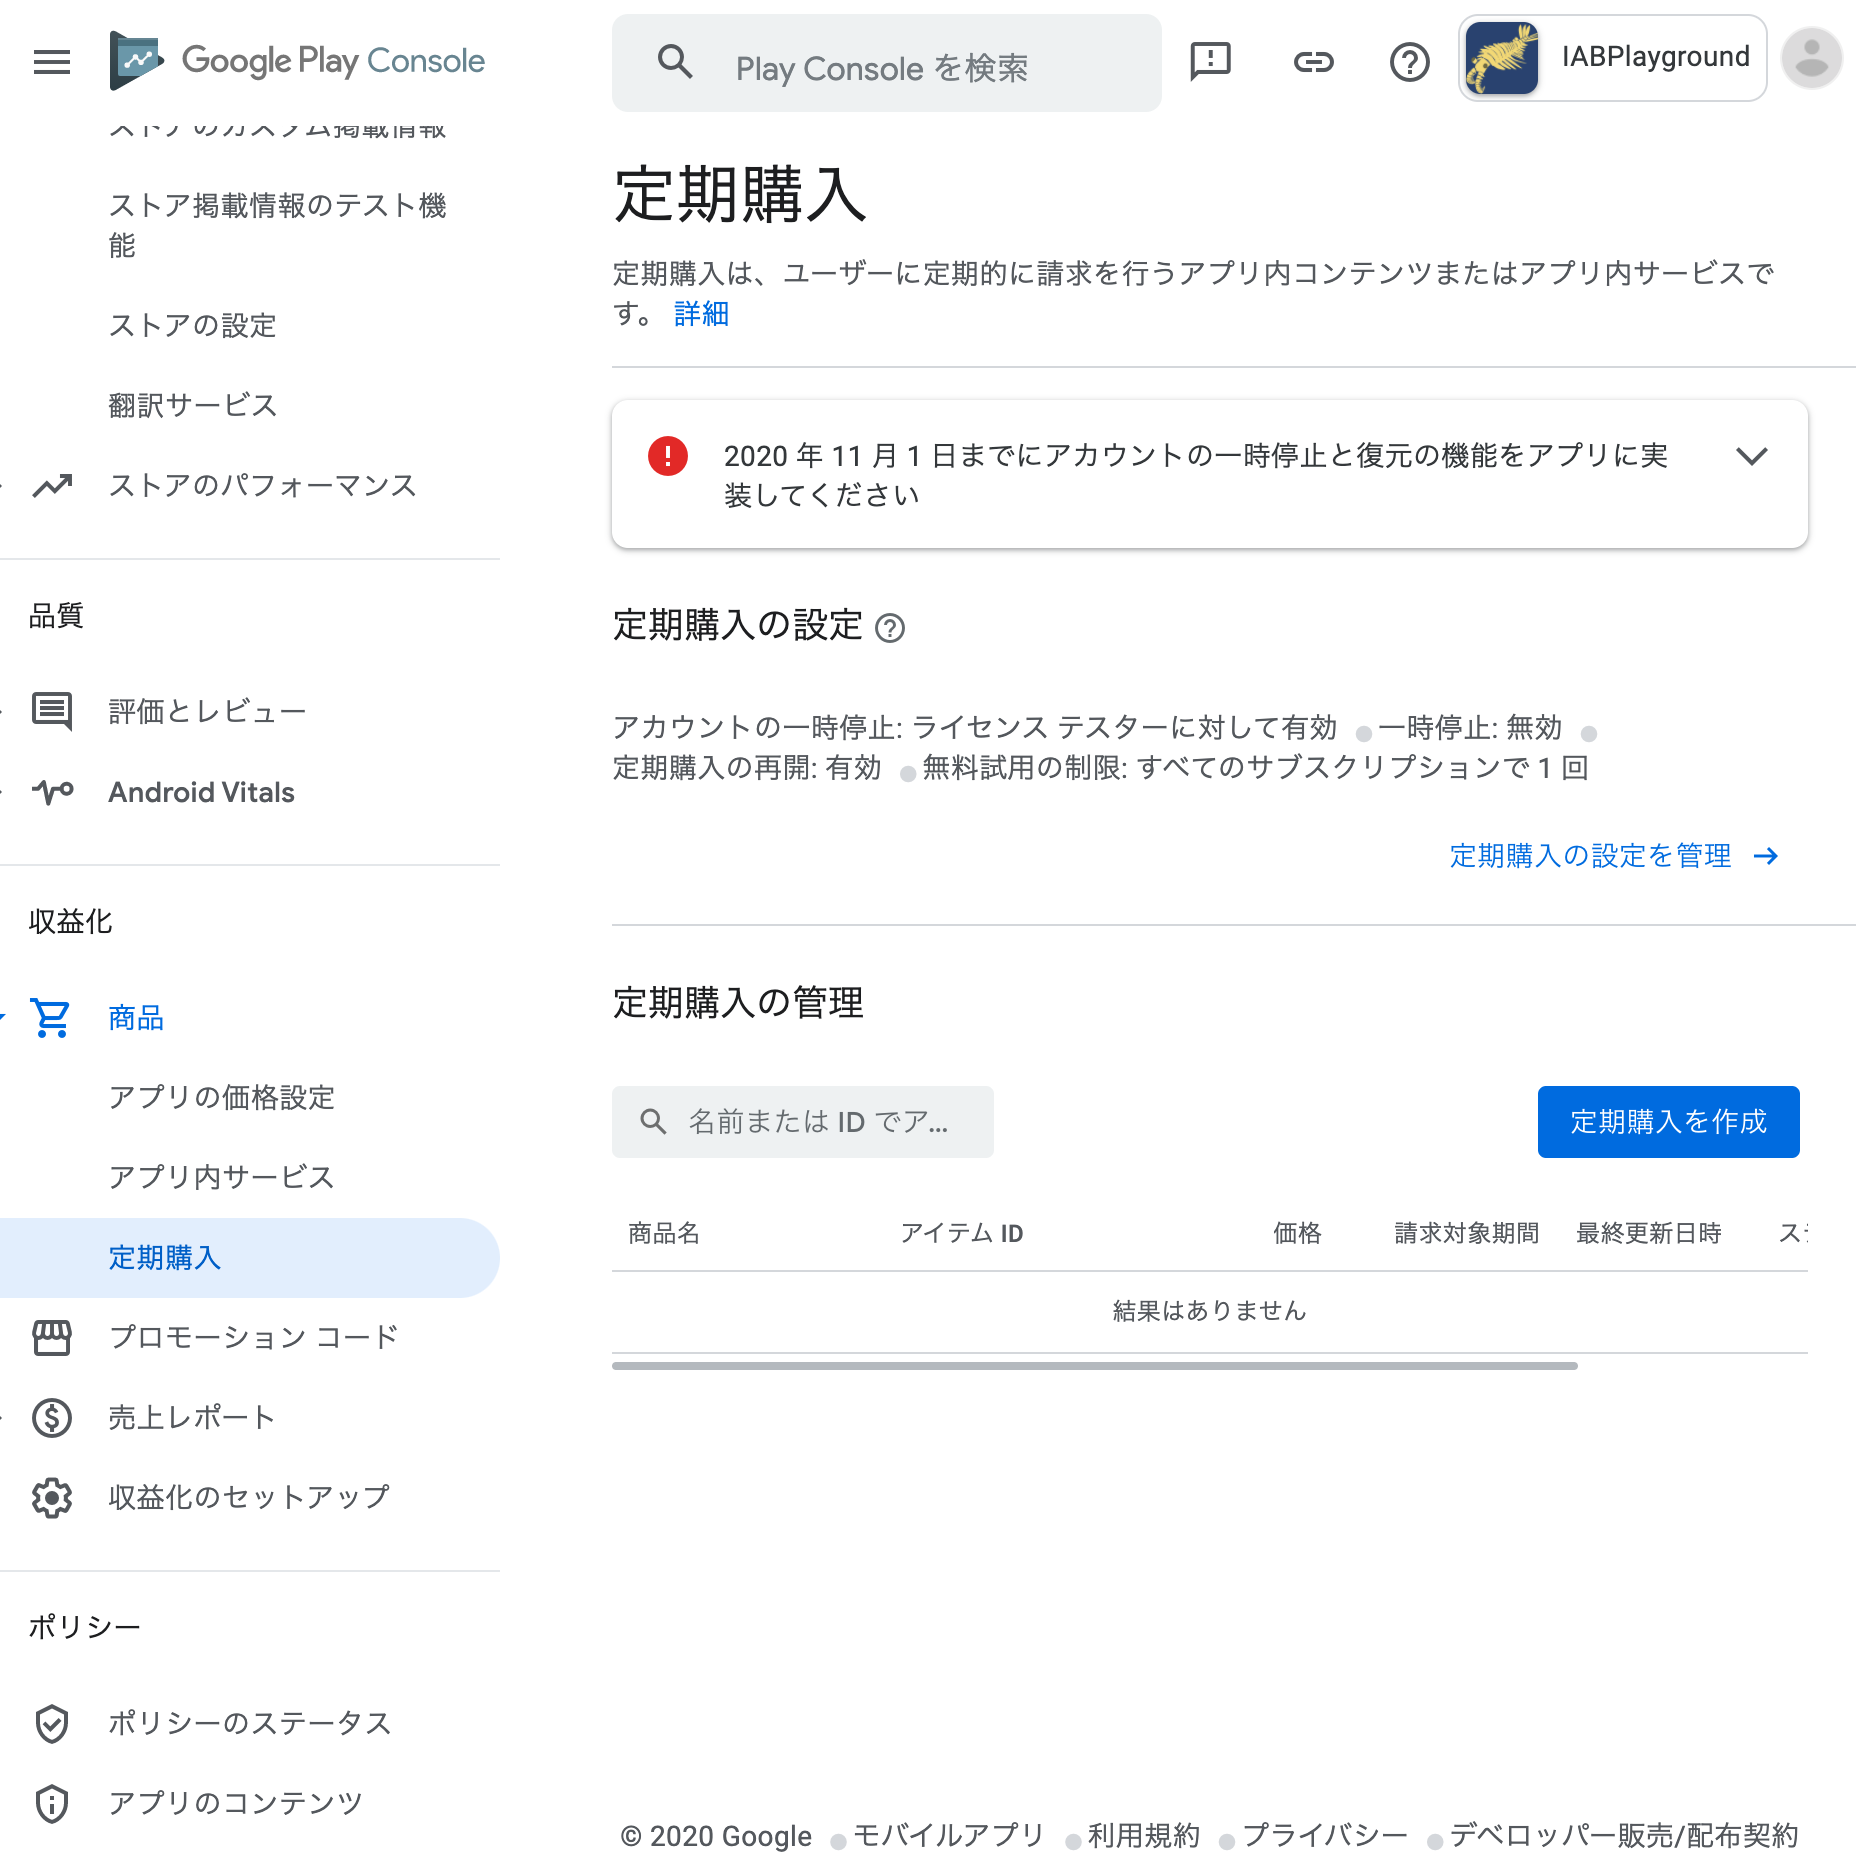 Google Play Console
Play Console を検索
IABPlayground
ストアのカスタム掲載情報
ストア掲載情報のテスト機
能
ストアの設定
翻訳サービス
ストアのパフォーマンス
品質
評価とレビュー
Android Vitals
収益化
商品
アプリの価格設定
アプリ内サービス
定期購入
プロモーション コード
売上レポート
収益化のセットアップ
ポリシー
ポリシーのステータス
アプリのコンテンツ
定期購入
定期購入は、ユーザーに定期的に請求を行うアプリ内コンテンツまたはアプリ内サービスで
す。 詳細
2020 年 11 月 1 日までにアカウントの一時停止と復元の機能をアプリに実
装してください
定期購入の設定
アカウントの一時停止: ライセンス テスターに対して有効 一時停止: 無効
定期購入の再開: 有効 無料試用の制限: すべてのサブスクリプションで 1 回
定期購入の設定を管理
定期購入の管理
名前または ID でア...
定期購入を作成
商品名 アイテム ID 価格 請求対象期間 最終更新日時
結果はありません
© 2020 Google モバイルアプリ 利用規約 プライバシー デベロッパー販売/配布契約